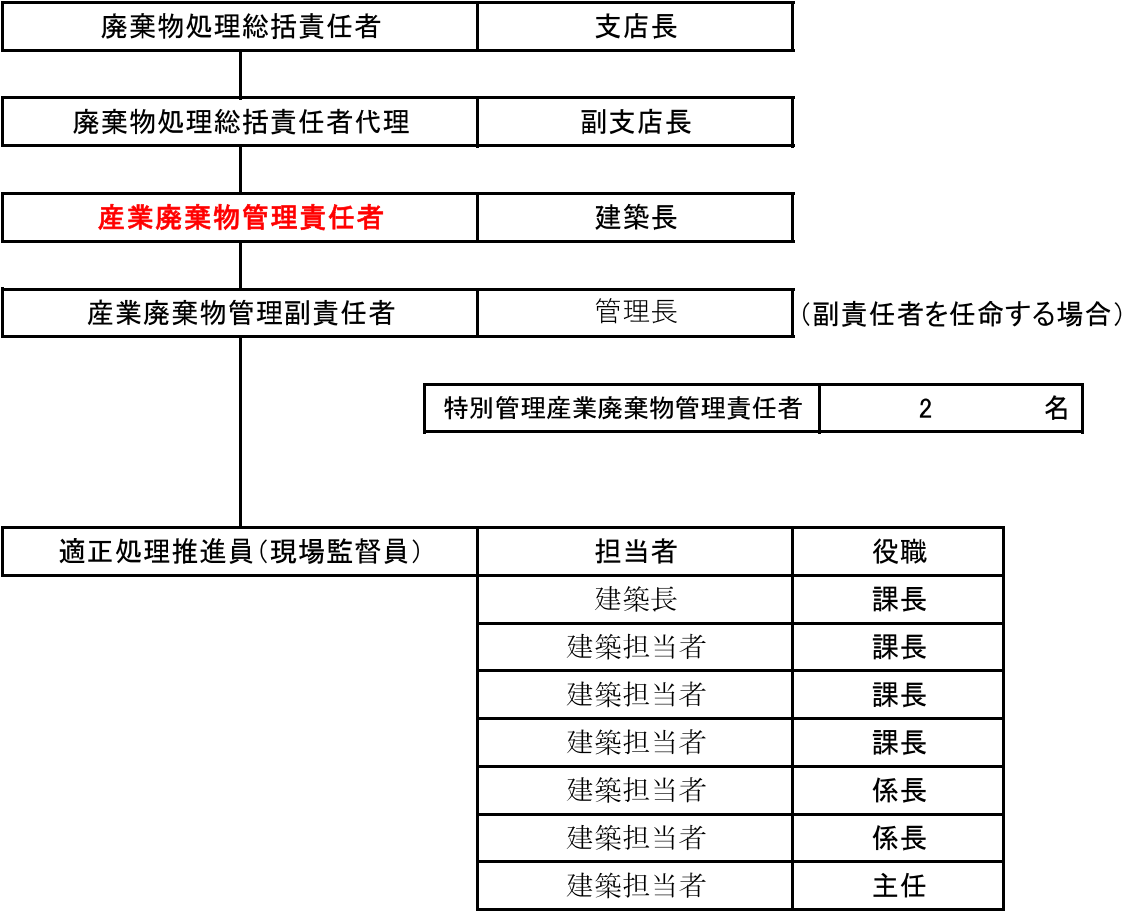 廃棄物処理総括責任者 支店長
廃棄物処理総括責任者代理 副支店長
産業廃棄物管理責任者 建築長
産業廃棄物管理副責任者 管理長 (副責任者を任命する場合)
特別管理産業廃棄物管理責任者 2 名
適正処理推進員(現場監督員) 担当者 役職
建築長 課長
建築担当者 課長
建築担当者 課長
建築担当者 課長
建築担当者 係長
建築担当者 係長
建築担当者 主任